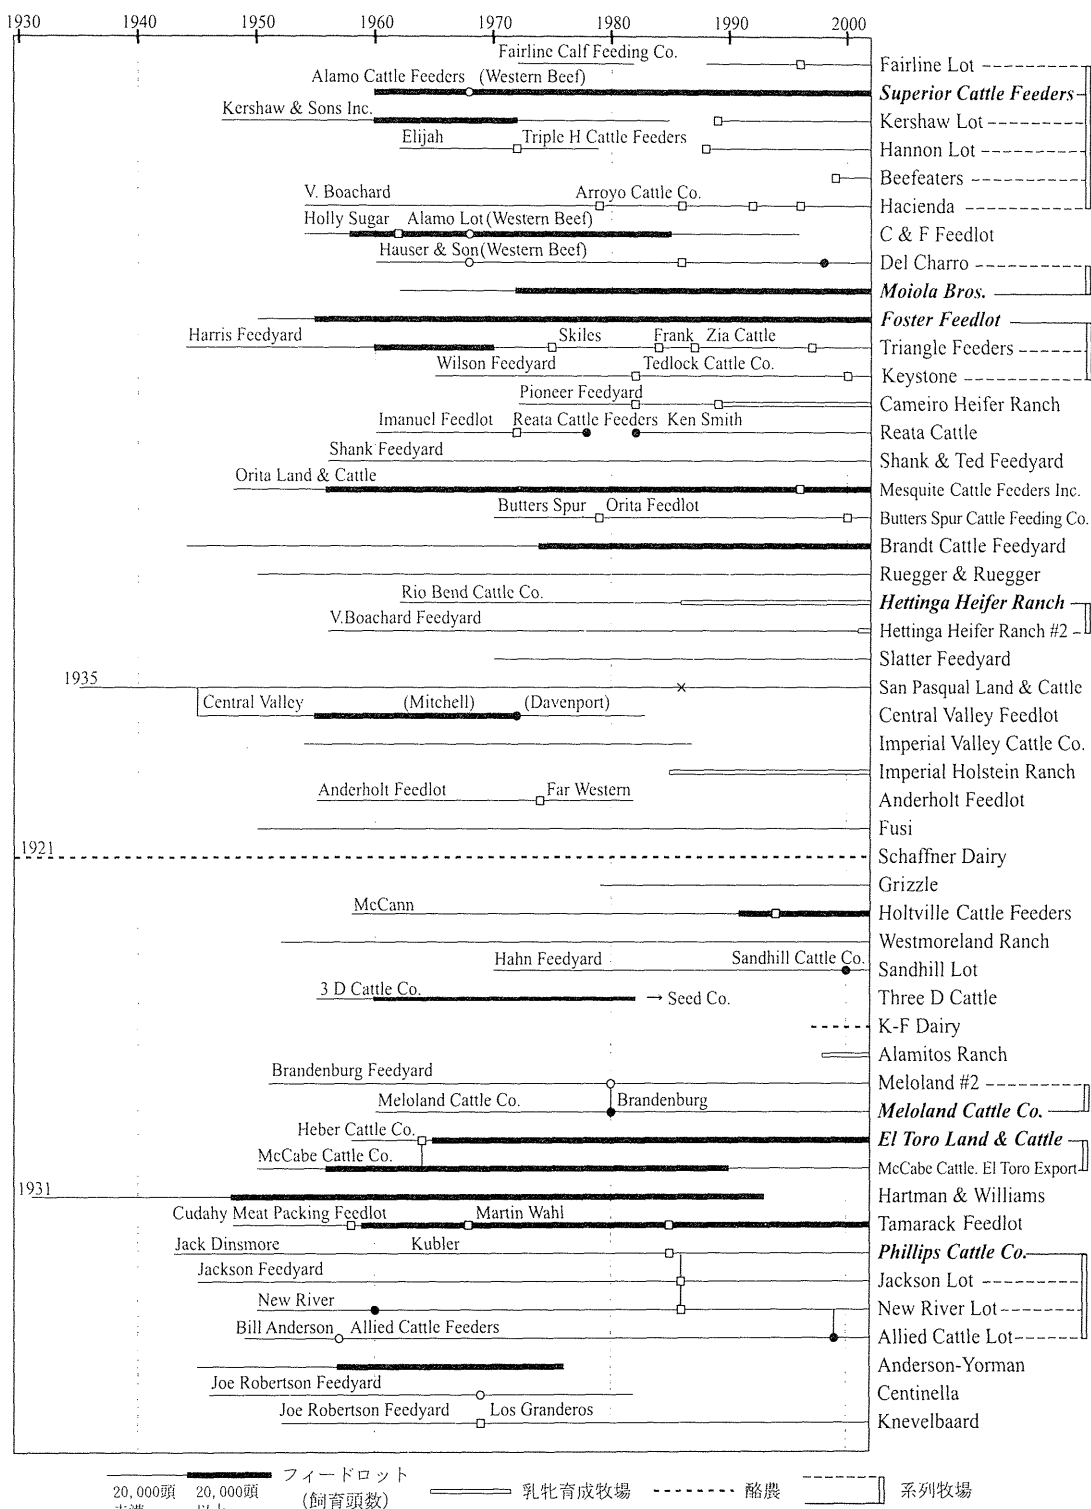 1930 1940 1950 1960 1970 1980 1990 2000
Fairline Calf Feeding Co. Fairline Lot
Alamo Cattle Feeders (Western Beef) Superior Cattle Feeders
Kershaw & Sons Inc. Kershaw Lot
Elijah Triple H Cattle Feeders Hannon Lot
Beefeaters
V. Boachard Arroyo Cattle Co. Hacienda
Holly Sugar Alamo Lot (Western Beef) C & F Feedlot
Hauser & Son (Western Beef) Del Charro
Moiola Bros.
Foster Feedlot
Harris Feedyard Skiles Frank Zia Cattle Triangle Feeders
Wilson Feedyard Tedlock Cattle Co. Keystone
Pioneer Feedyard Cameiro Heifer Ranch
Imanuel Feedlot Reata Cattle Feeders Ken Smith Reata Cattle
Shank Feedyard Shank & Ted Feedyard
Orita Land & Cattle Mesquite Cattle Feeders Inc.
Butters Spur Orita Feedlot Butters Spur Cattle Feeding Co.
Brandt Cattle Feedyard
Ruegger & Ruegger
Rio Bend Cattle Co. Hettinga Heifer Ranch
V.Boachard Feedyard Hettinga Heifer Ranch #2
Slatter Feedyard
1935 San Pasqual Land & Cattle
Central Valley (Mitchell) (Davenport) Central Valley Feedlot
Imperial Valley Cattle Co.
Imperial Holstein Ranch
Anderholt Feedlot Far Western Anderholt Feedlot
Fusi
1921 Schaffner Dairy
Grizzle
McCann Holtville Cattle Feeders
Westmoreland Ranch
Hahn Feedyard Sandhill Cattle Co. Sandhill Lot
3 D Cattle Co. → Seed Co. Three D Cattle
K-F Dairy
Alamitos Ranch
Brandenburg Feedyard Meloland #2
Meloland Cattle Co. Brandenburg Meloland Cattle Co.
Heber Cattle Co. El Toro Land & Cattle
McCabe Cattle Co. McCabe Cattle. El Toro Export
1931 Hartman & Williams
Cudahy Meat Packing Feedlot Martin Wahl Tamarack Feedlot
Jack Dinsmore Kubler Phillips Cattle Co.
Jackson Feedyard Jackson Lot
New River New River Lot
Bill Anderson Allied Cattle Feeders Allied Cattle Lot
Anderson-Yorman
Joe Robertson Feedyard Centinella
Joe Robertson Feedyard Los Granderos Knevelbaard
フィードロット
20,000頭 20,000頭 (飼育頭数) 乳牝育成牧場 酪農 系列牧場